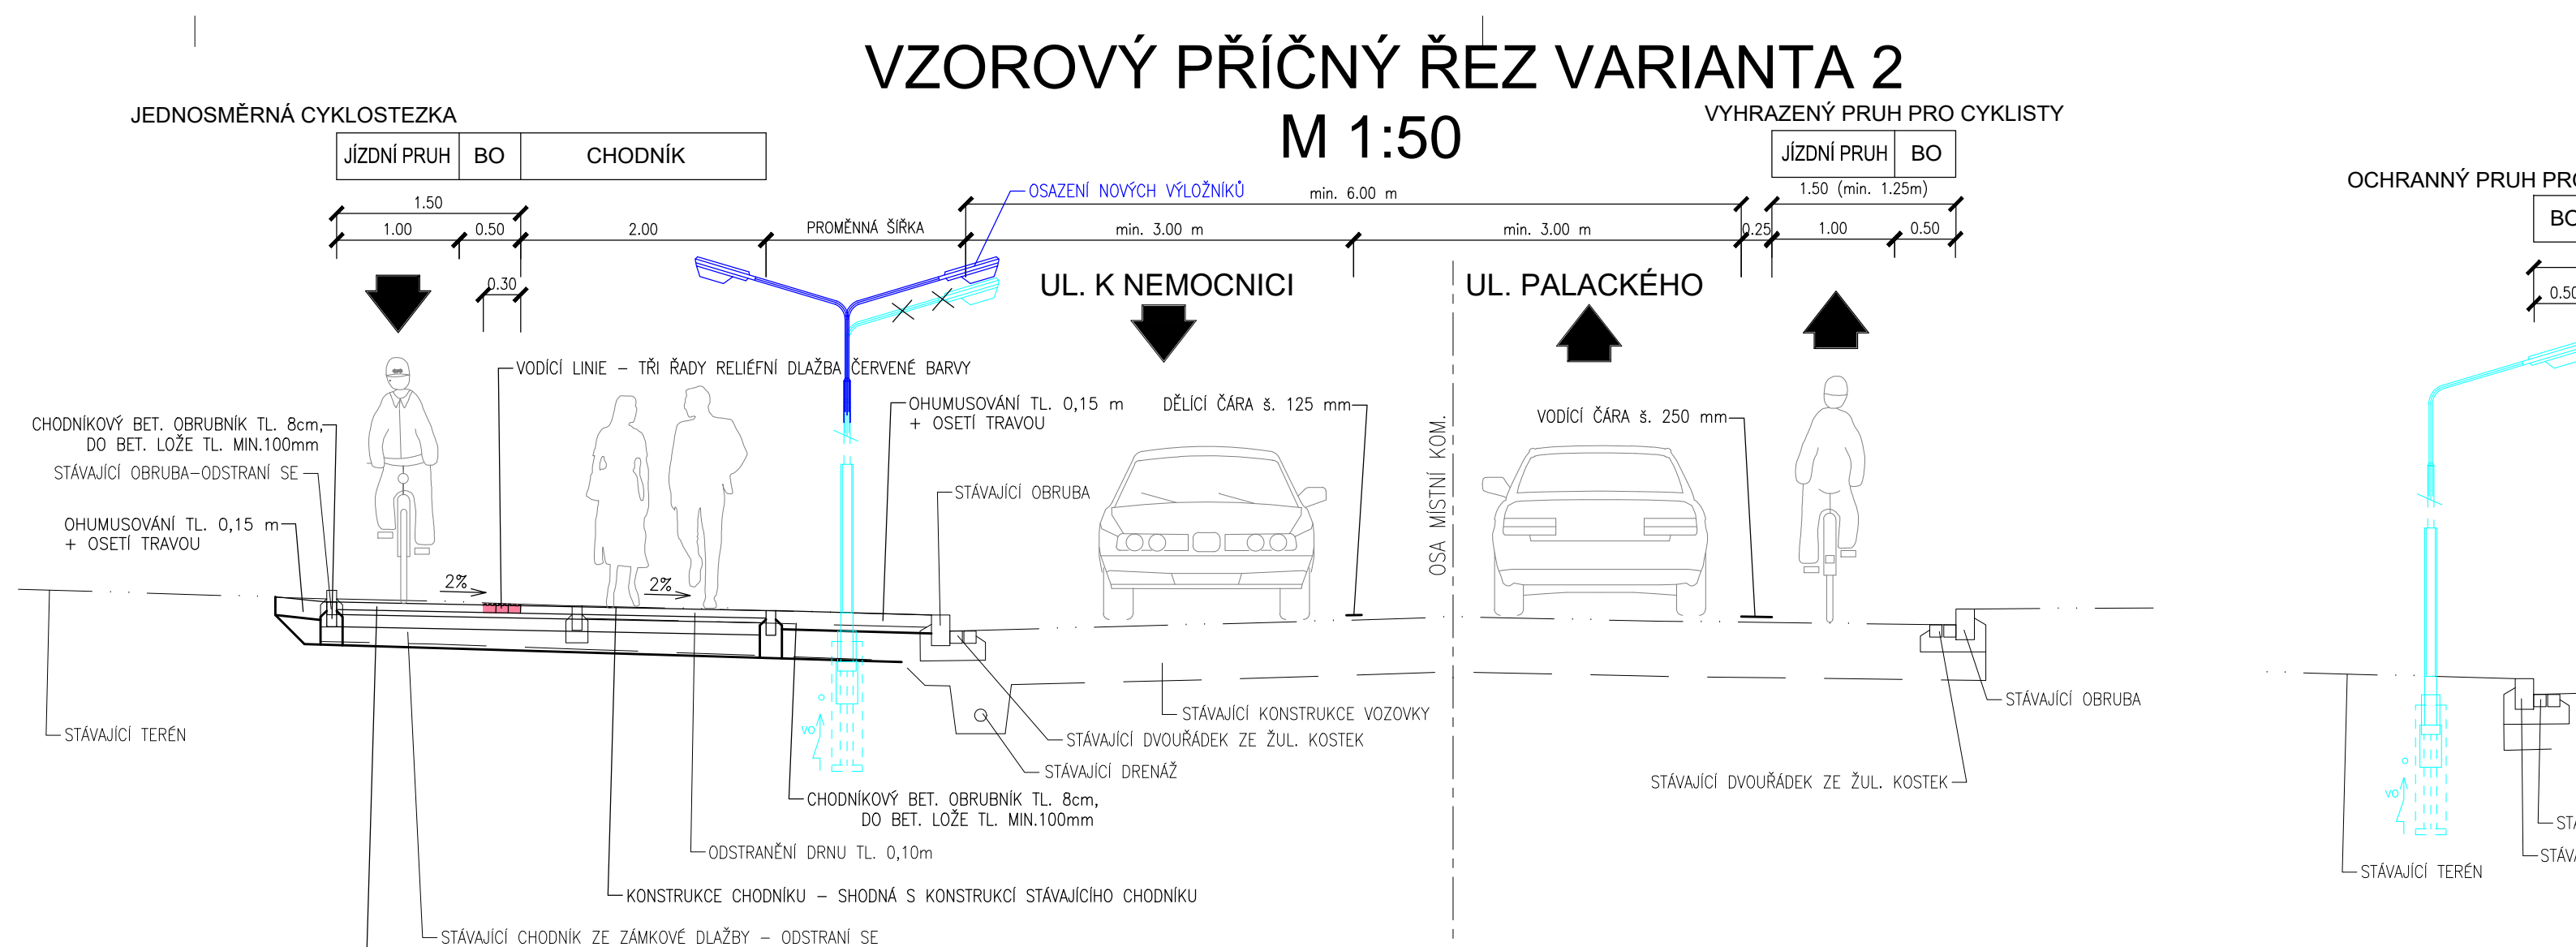 VZOROVÝ PŘÍČNÝ ŘEZ VARIANTA 2
M 1:50
JEDNOSMĚRNÁ CYKLOSTEZKA
JÍZDNÍ PRUH BO CHODNÍK
1.50
1.00 0.50 2.00 PROMĚNNÁ ŠÍŘKA
0.30
OSAZENÍ NOVÝCH VÝLOŽNÍKŮ
min. 6.00 m
min. 3.00 m min. 3.00 m 0.25
VYHRAZENÝ PRUH PRO CYKLISTY
JÍZDNÍ PRUH BO
1.50 (min. 1.25m)
1.00 0.50
UL. K NEMOCNICI
UL. PALACKÉHO
VODÍCÍ LINIE – TŘI ŘADY RELIÉFNÍ DLAŽBA ČERVENÉ BARVY
CHODNÍKOVÝ BET. OBRUBNÍK TL. 8cm,
DO BET. LOŽE TL. MIN.100mm
STÁVAJÍCÍ OBRUBA–ODSTRANÍ SE
OHUMUSOVÁNÍ TL. 0,15 m
+ OSETÍ TRAVOU
OHUMUSOVÁNÍ TL. 0,15 m
+ OSETÍ TRAVOU
DĚLÍCÍ ČÁRA š. 125 mm
VODÍCÍ ČÁRA š. 250 mm
OSA MÍSTNÍ KOM.
STÁVAJÍCÍ OBRUBA
2%
2%
STÁVAJÍCÍ TERÉN
VO
STÁVAJÍCÍ KONSTRUKCE VOZOVKY
STÁVAJÍCÍ DVOUŘÁDEK ZE ŽUL. KOSTEK
STÁVAJÍCÍ DRENÁŽ
CHODNÍKOVÝ BET. OBRUBNÍK TL. 8cm,
DO BET. LOŽE TL. MIN.100mm
ODSTRANĚNÍ DRNU TL. 0,10m
KONSTRUKCE CHODNÍKU – SHODNÁ S KONSTRUKCÍ STÁVAJÍCÍHO CHODNÍKU
STÁVAJÍCÍ CHODNÍK ZE ZÁMKOVÉ DLAŽBY – ODSTRANÍ SE
STÁVAJÍCÍ OBRUBA
STÁVAJÍCÍ DVOUŘÁDEK ZE ŽUL. KOSTEK
OCHRANNÝ PRUH
BO
0.50
VO
STÁVAJÍCÍ TERÉN